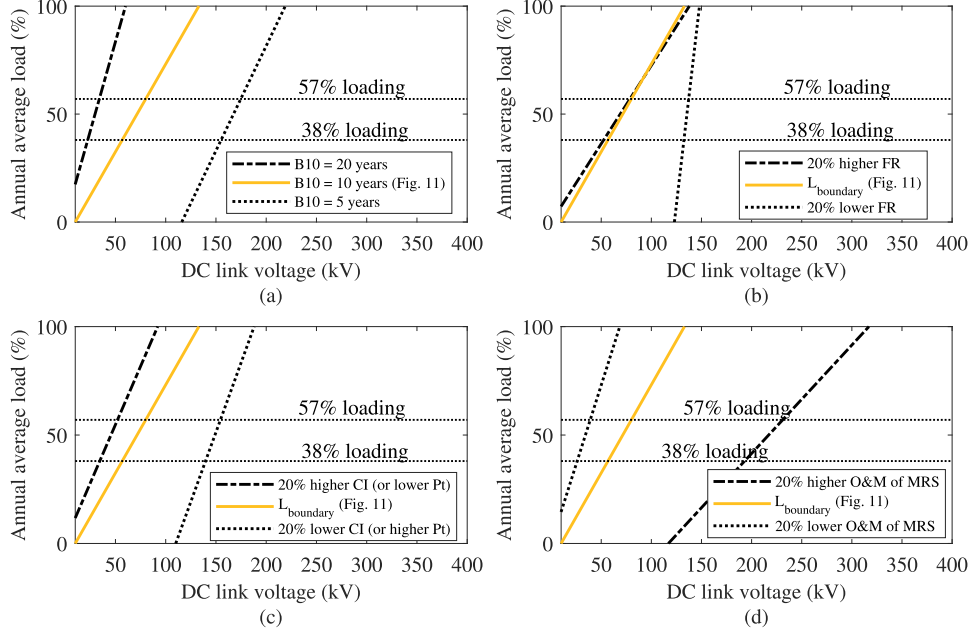 Annual average load (%)
100
50
0
57% loading
38% loading
B10 = 20 years
B10 = 10 years (Fig. 11)
B10 = 5 years
50 100 150 200 250 300 350 400
DC link voltage (kV)
(a)
Annual average load (%)
100
50
0
57% loading
38% loading
20% higher FR
Lboundary (Fig. 11)
20% lower FR
50 100 150 200 250 300 350 400
DC link voltage (kV)
(b)
Annual average load (%)
100
50
0
57% loading
38% loading
20% higher CI (or lower Pt)
Lboundary (Fig. 11)
20% lower CI (or higher Pt)
50 100 150 200 250 300 350 400
DC link voltage (kV)
(c)
Annual average load (%)
100
50
0
57% loading
38% loading
20% higher O&M of MRS
Lboundary (Fig. 11)
20% lower O&M of MRS
50 100 150 200 250 300 350 400
DC link voltage (kV)
(d)